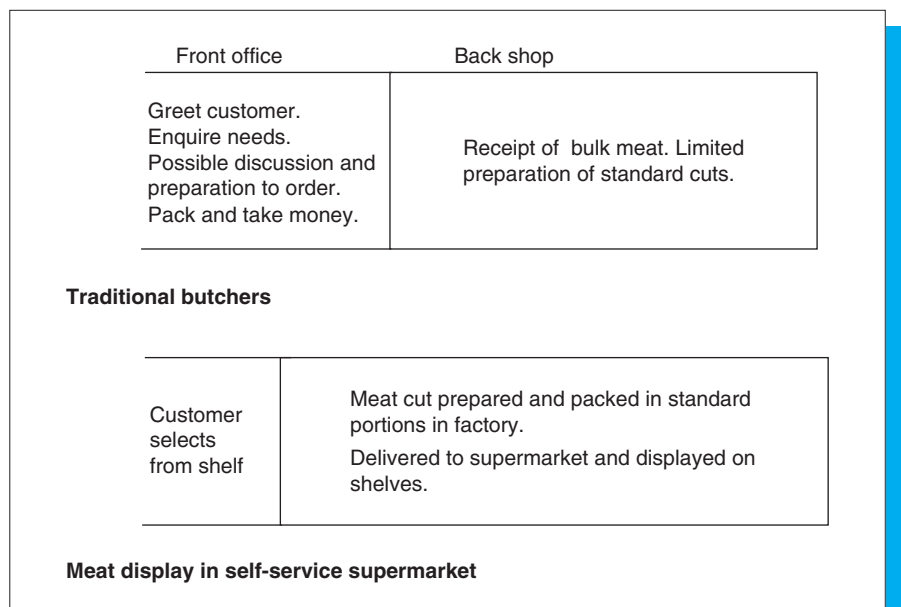 Front office
Back shop
Greet customer.
Enquire needs.
Possible discussion and
preparation to order.
Pack and take money.
Receipt of bulk meat. Limited
preparation of standard cuts.
Traditional butchers
Customer
selects
from shelf
Meat cut prepared and packed in standard
portions in factory.
Delivered to supermarket and displayed on
shelves.
Meat display in self-service supermarket